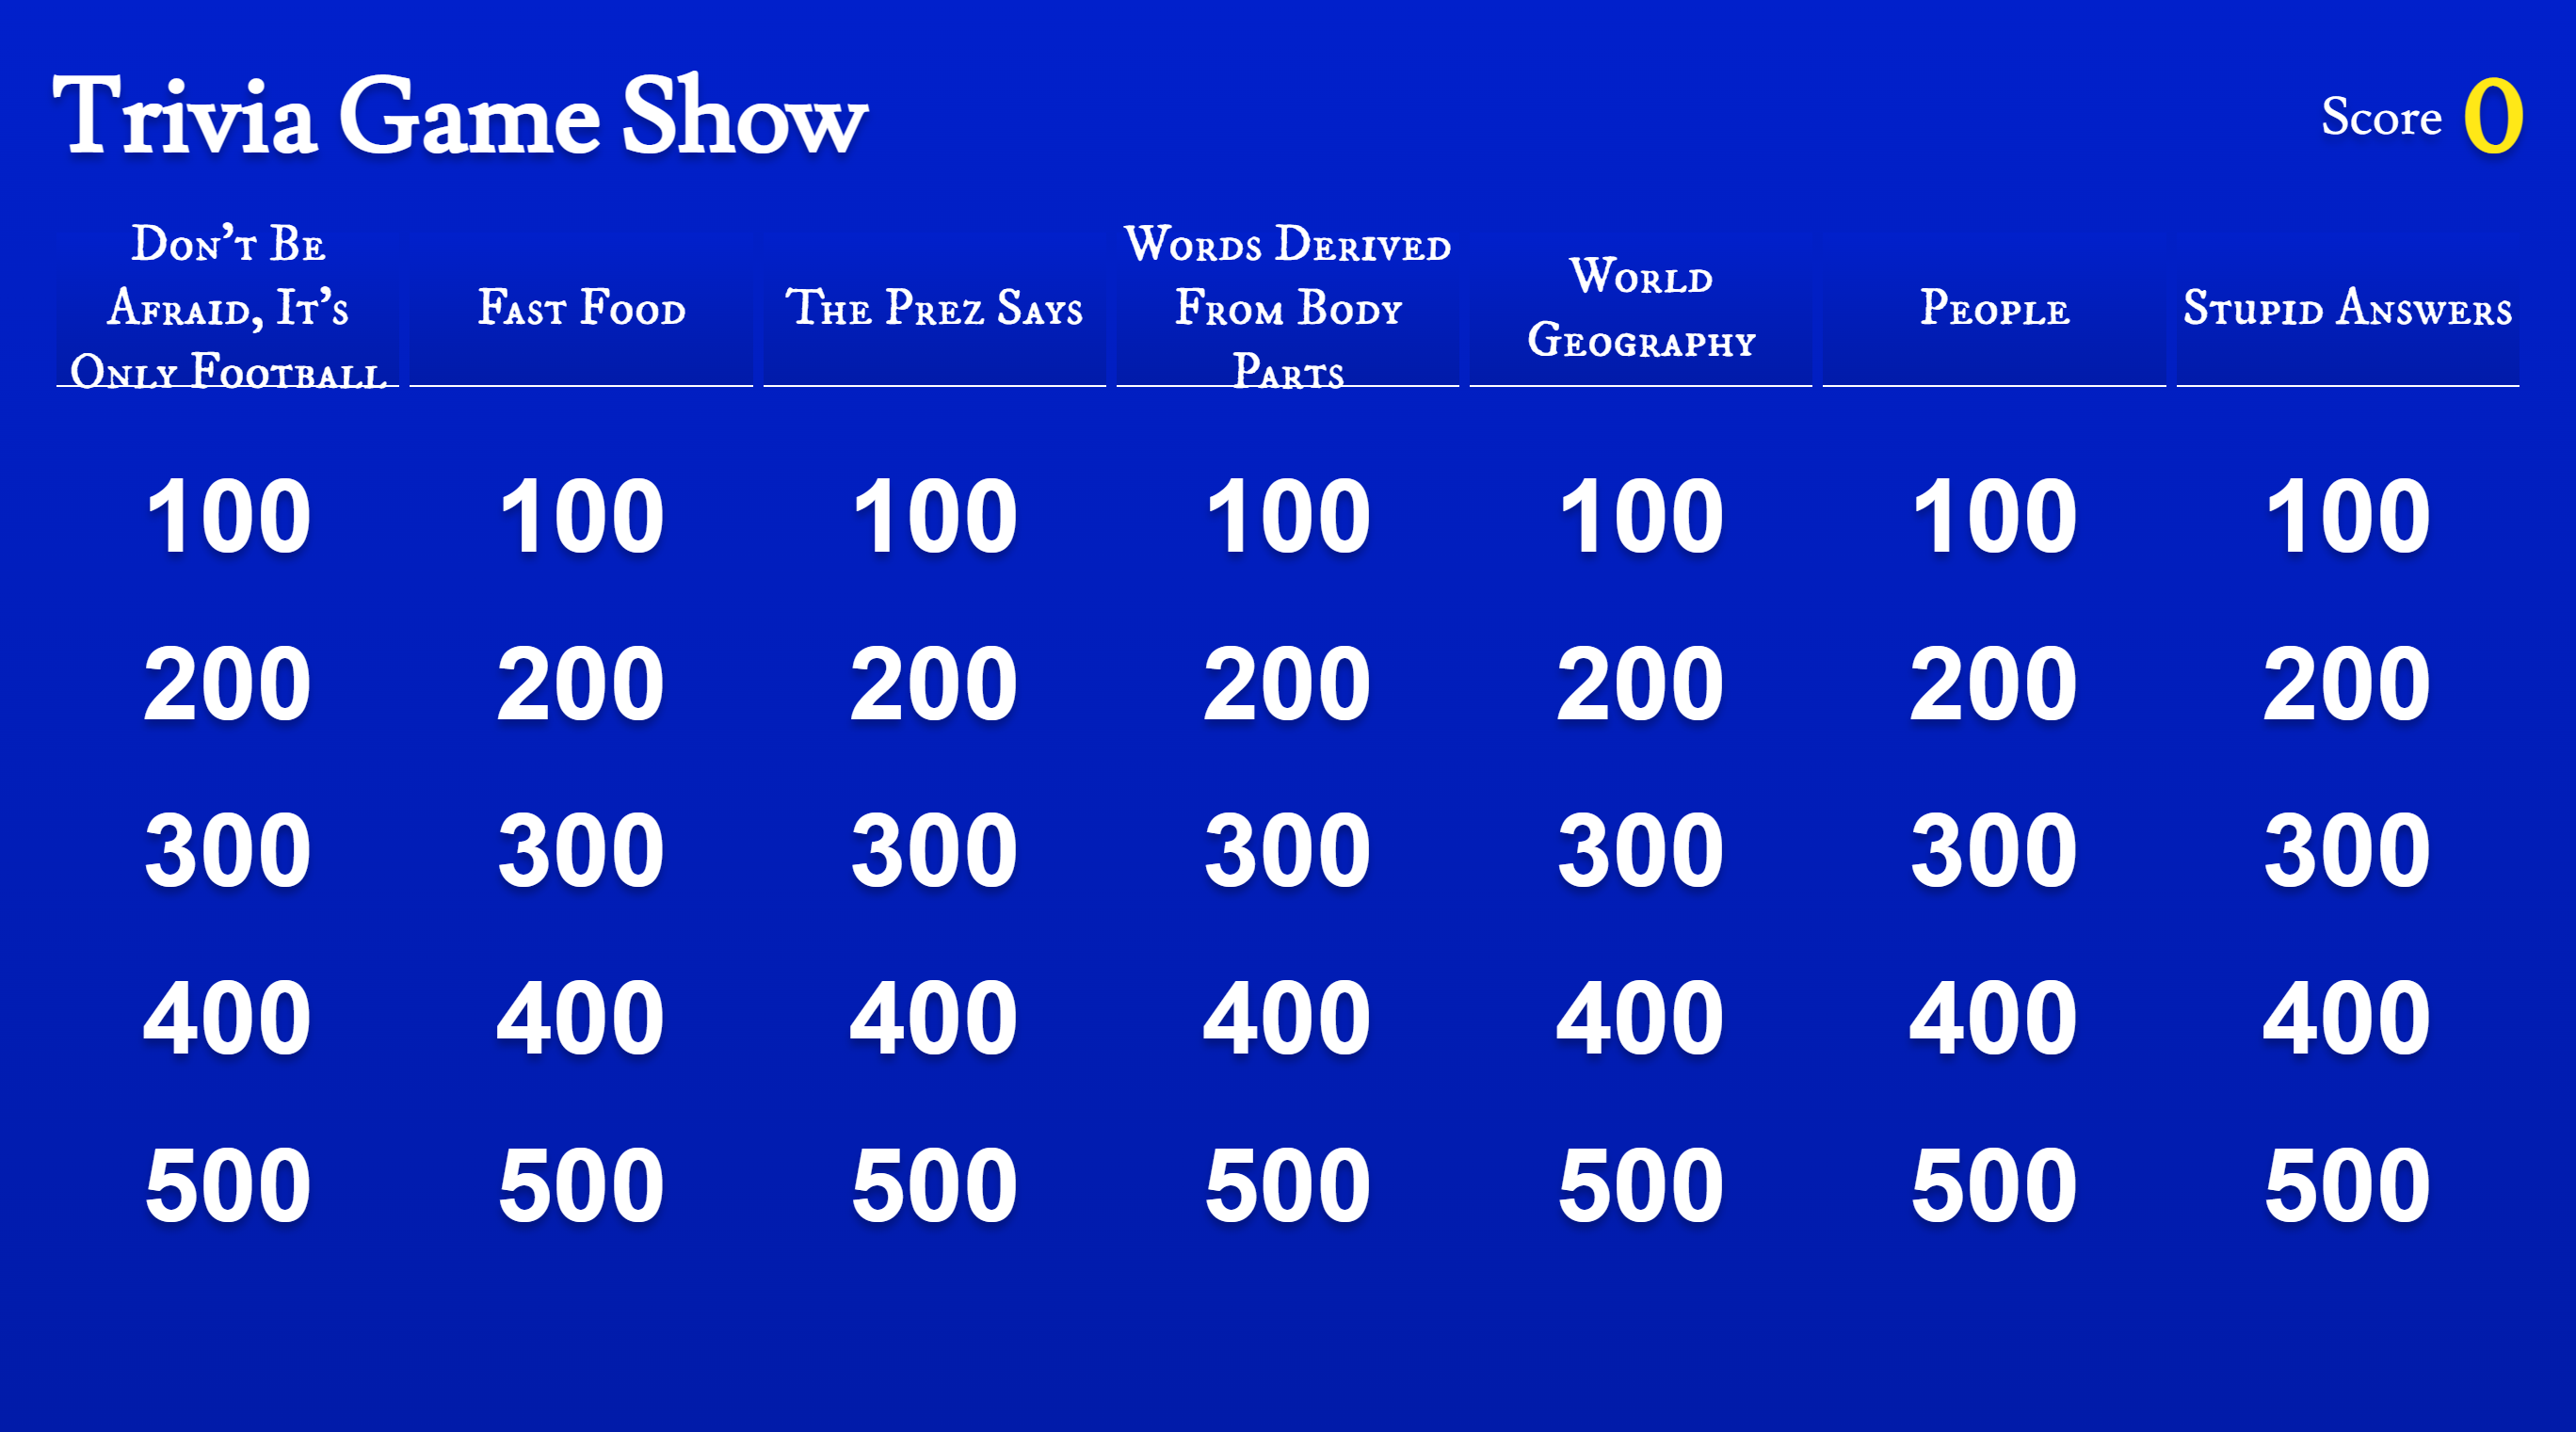 Trivia Game Show
Score 0
Don't Be
Afraid, It's
Only Football
Fast Food
The Prez Says
Words Derived
From Body
Parts
World
Geography
People
Stupid Answers
100 100 100 100 100 100 100
200 200 200 200 200 200 200
300 300 300 300 300 300 300
400 400 400 400 400 400 400
500 500 500 500 500 500 500